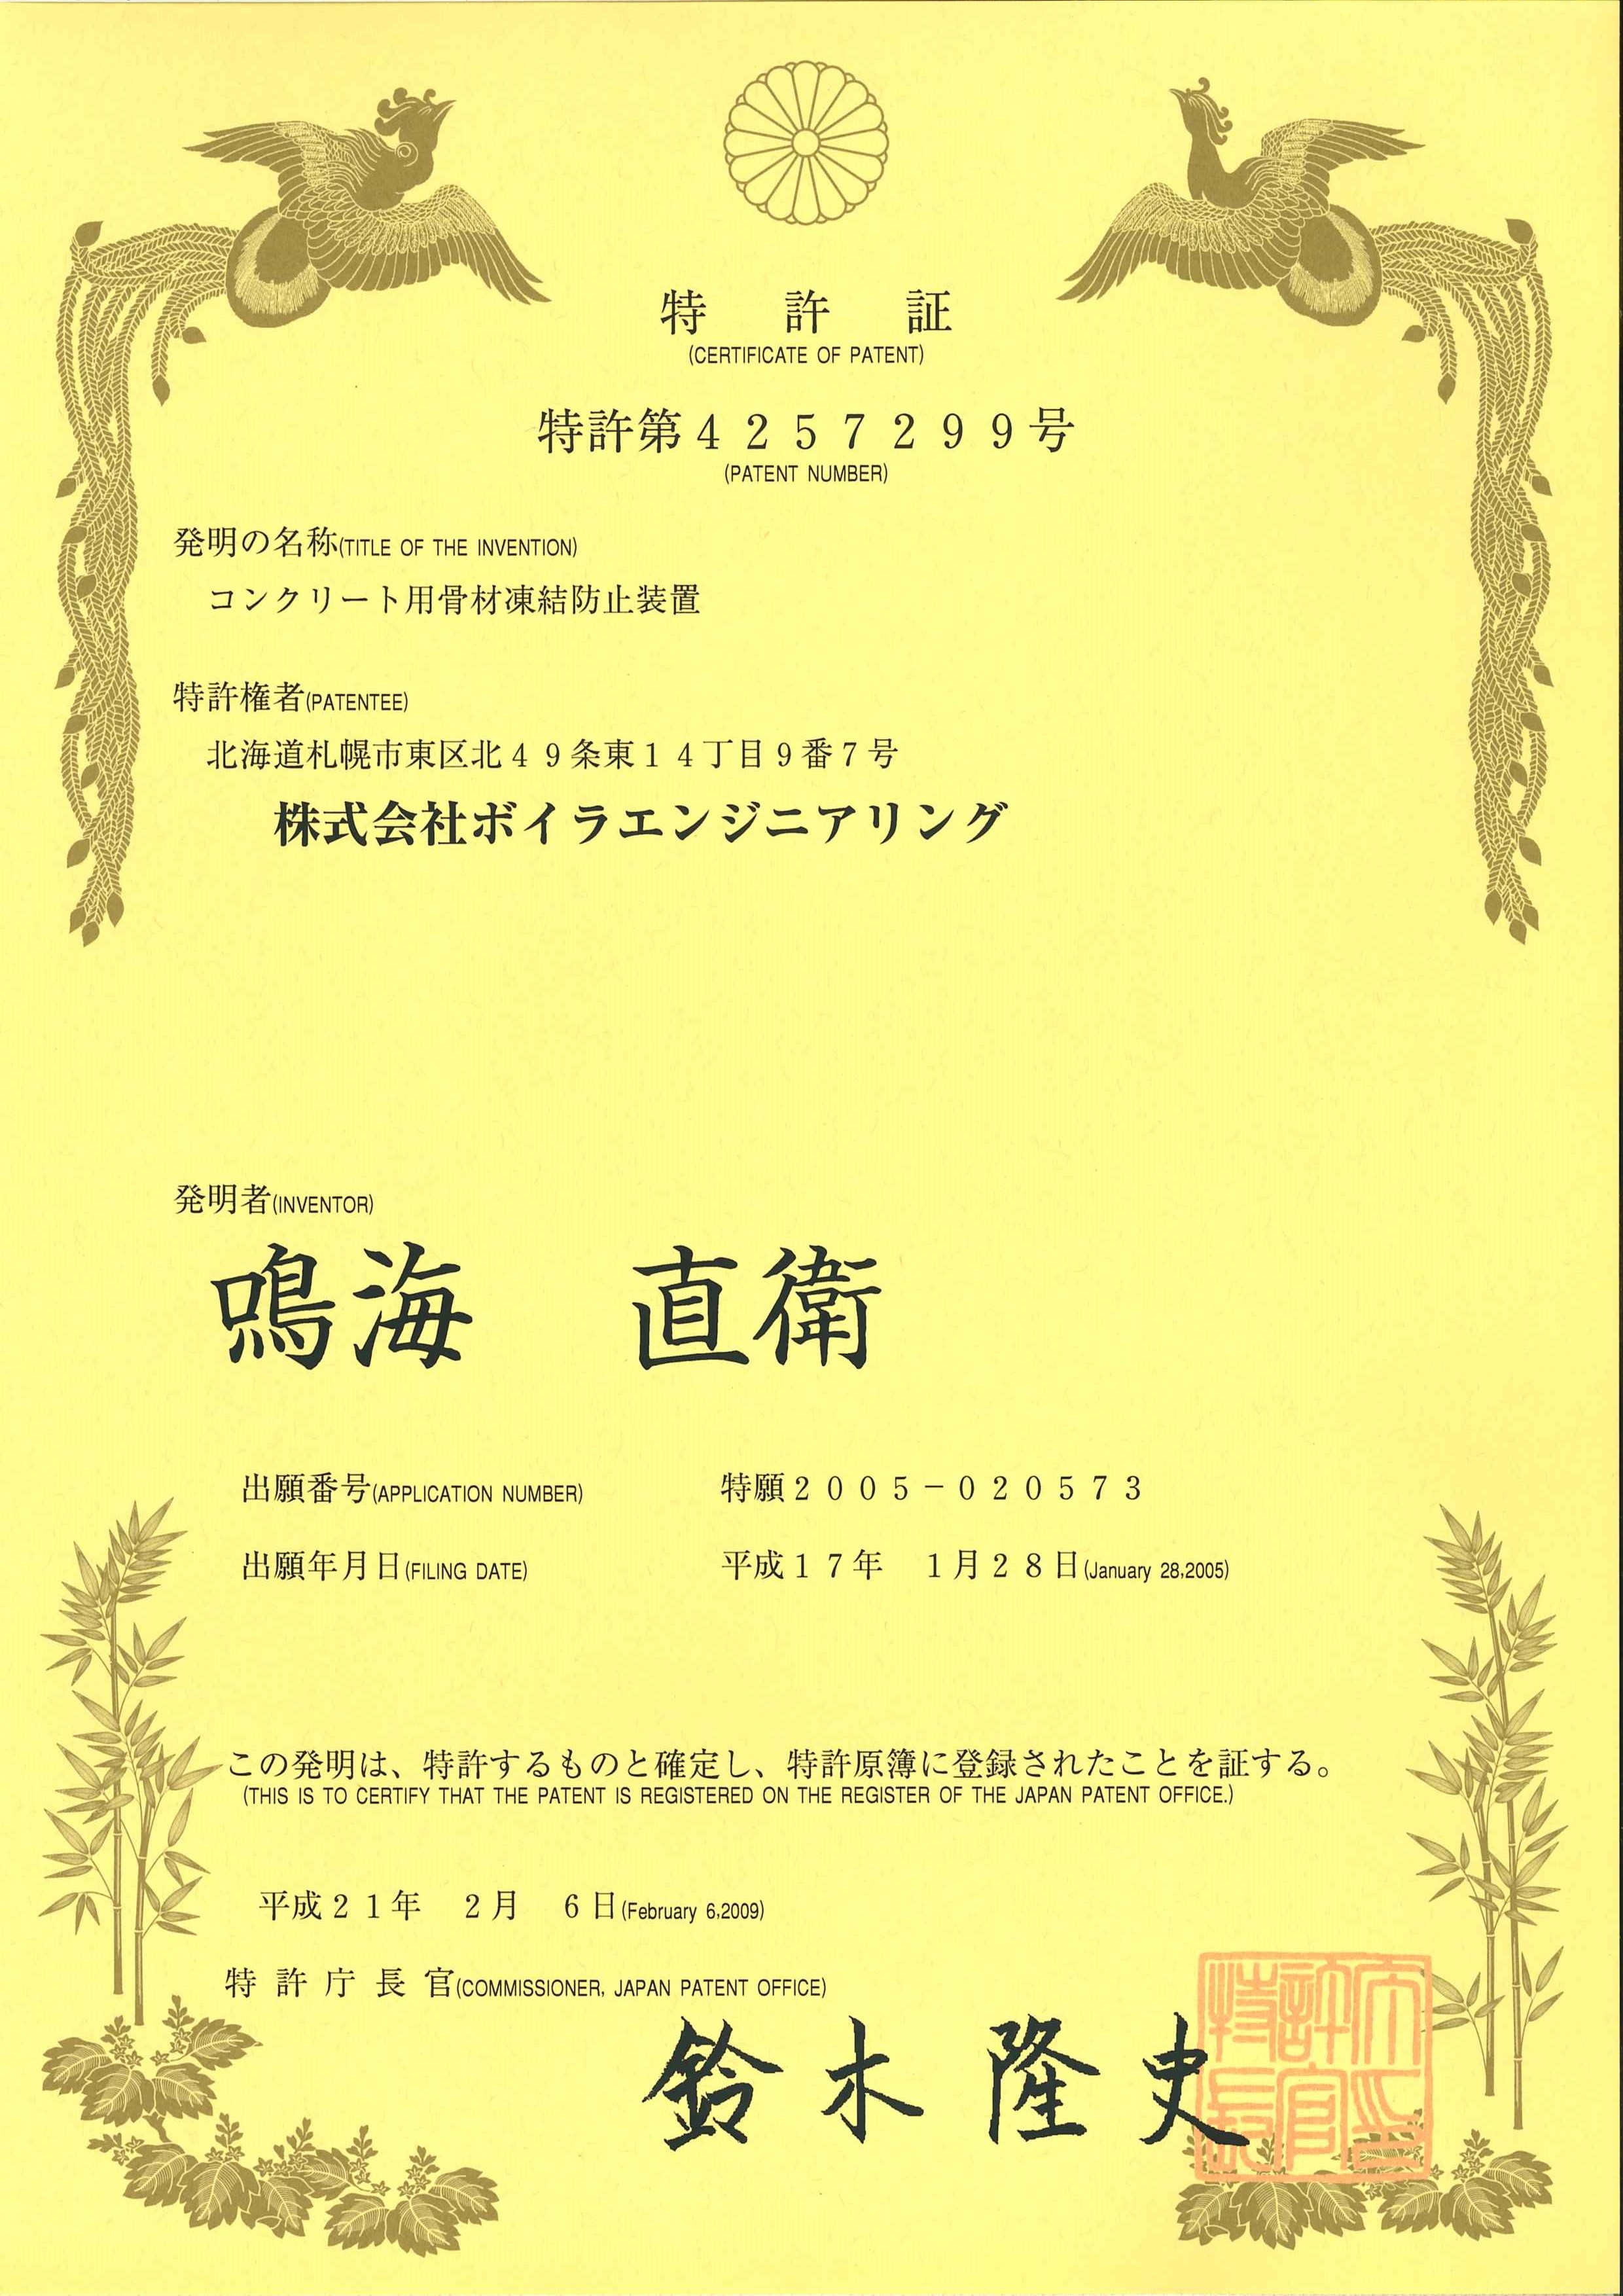 特許証
(CERTIFICATE OF PATENT)
特許第４２５７２９９号
(PATENT NUMBER)
発明の名称(TITLE OF THE INVENTION)
コンクリート用骨材凍結防止装置
特許権者(PATENTEE)
北海道札幌市東区北４９条東１４丁目９番７号
株式会社ボイラエンジニアリング
発明者(INVENTOR)
鳴海　直衛
出願番号(APPLICATION NUMBER)　特願２００５－０２０５７３
出願年月日(FILING DATE)　平成１７年　１月２８日(January 28,2005)
この発明は、特許するものと確定し、特許原簿に登録されたことを証する。
(THIS IS TO CERTIFY THAT THE PATENT IS REGISTERED ON THE REGISTER OF THE JAPAN PATENT OFFICE.)
平成２１年　２月　６日(February 6,2009)
特許庁長官(COMMISSIONER, JAPAN PATENT OFFICE)
鈴木隆史